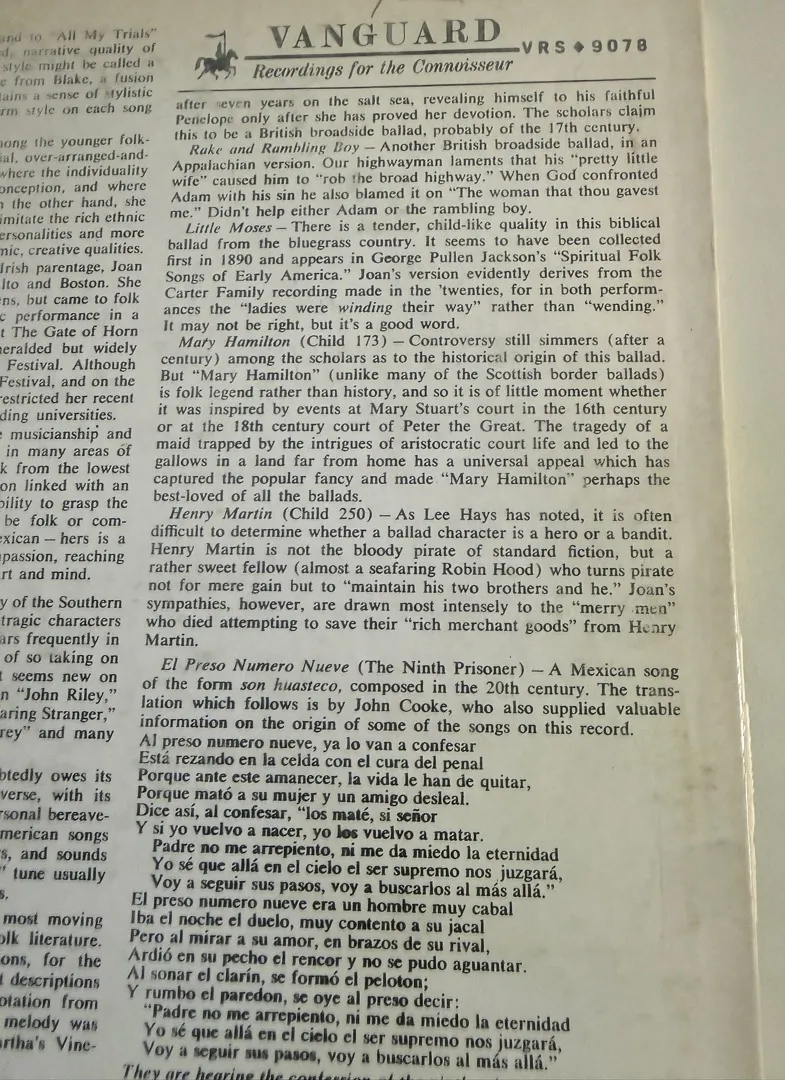 and to "All My Trials"
narrative quality of
style might be called a
from Blake, a fusion
tains a sense of stylistic
rm style on each song
mong the younger folk-
ial, over-arranged-and-
where the individuality
onception, and where
n the other hand, she
imitate the rich ethnic
ersonalities and more
mic, creative qualities.
Irish parentage, Joan
lto and Boston. She
ns, but came to folk
c performance in a
t The Gate of Horn
neralded but widely
Festival. Although
Festival, and on the
restricted her recent
ding universities.
e musicianship and
in many areas of
k from the lowest
on linked with an
bility to grasp the
be folk or com-
exican — hers is a
passion, reaching
rt and mind.
y of the Southern
tragic characters
ars frequently in
of so taking on
t seems new on
n "John Riley,"
aring Stranger,"
rey" and many
btedly owes its
verse, with its
rsonal bereave-
merican songs
s, and sounds
" tune usually
s.
most moving
olk literature.
ons, for the
t descriptions
otation from
melody was
artha's Vine-
VANGUARD
VRS◆9078
Recordings for the Connoisseur
after seven years on the salt sea, revealing himself to his faithful
Penelope only after she has proved her devotion. The scholars claim
this to be a British broadside ballad, probably of the 17th century.
Rake and Rambling Boy — Another British broadside ballad, in an
Appalachian version. Our highwayman laments that his "pretty little
wife" caused him to "rob the broad highway." When God confronted
Adam with his sin he also blamed it on "The woman that thou gavest
me." Didn't help either Adam or the rambling boy.
Little Moses — There is a tender, child-like quality in this biblical
ballad from the bluegrass country. It seems to have been collected
first in 1890 and appears in George Pullen Jackson's "Spiritual Folk
Songs of Early America." Joan's version evidently derives from the
Carter Family recording made in the 'twenties, for in both perform-
ances the "ladies were winding their way" rather than "wending."
It may not be right, but it's a good word.
Mary Hamilton (Child 173) — Controversy still simmers (after a
century) among the scholars as to the historical origin of this ballad.
But "Mary Hamilton" (unlike many of the Scottish border ballads)
is folk legend rather than history, and so it is of little moment whether
it was inspired by events at Mary Stuart's court in the 16th century
or at the 18th century court of Peter the Great. The tragedy of a
maid trapped by the intrigues of aristocratic court life and led to the
gallows in a land far from home has a universal appeal which has
captured the popular fancy and made "Mary Hamilton" perhaps the
best-loved of all the ballads.
Henry Martin (Child 250) — As Lee Hays has noted, it is often
difficult to determine whether a ballad character is a hero or a bandit.
Henry Martin is not the bloody pirate of standard fiction, but a
rather sweet fellow (almost a seafaring Robin Hood) who turns pirate
not for mere gain but to "maintain his two brothers and he." Joan's
sympathies, however, are drawn most intensely to the "merry men"
who died attempting to save their "rich merchant goods" from Henry
Martin.
El Preso Numero Nueve (The Ninth Prisoner) — A Mexican song
of the form son huasteco, composed in the 20th century. The trans-
lation which follows is by John Cooke, who also supplied valuable
information on the origin of some of the songs on this record.
Al preso numero nueve, ya lo van a confesar
Está rezando en la celda con el cura del penal
Porque ante este amanecer, la vida le han de quitar,
Porque mató a su mujer y un amigo desleal.
Dice así, al confesar, "los maté, si señor
Y si yo vuelvo a nacer, yo los vuelvo a matar.
Padre no me arrepiento, ni me da miedo la eternidad
Yo sé que allá en el cielo el ser supremo nos juzgará,
Voy a seguir sus pasos, voy a buscarlos al más allá."
El preso numero nueve era un hombre muy cabal
Iba el noche el duelo, muy contento a su jacal
Pero al mirar a su amor, en brazos de su rival,
Ardió en su pecho el rencor y no se pudo aguantar.
Al sonar el clarín, se formó el peloton;
Y rumbo el paredon, se oye al preso decir:
"Padre no me arrepiento, ni me da miedo la eternidad
Yo sé que allá en el cielo el ser supremo nos juzgará,
Voy a seguir sus pasos, voy a buscarlos al más allá."
They are hearing the confession of the